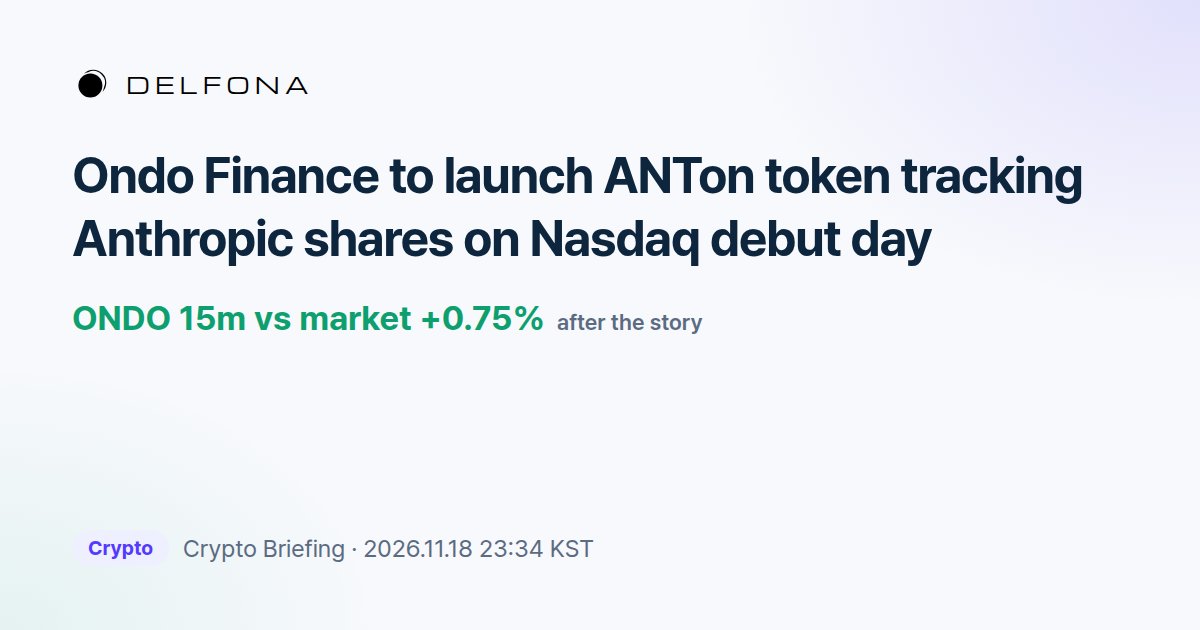 DELFONA
Ondo Finance to launch ANTon token tracking
Anthropic shares on Nasdaq debut day
ONDO 15m vs market +0.75% after the story
Crypto Crypto Briefing · 2026.11.18 23:34 KST